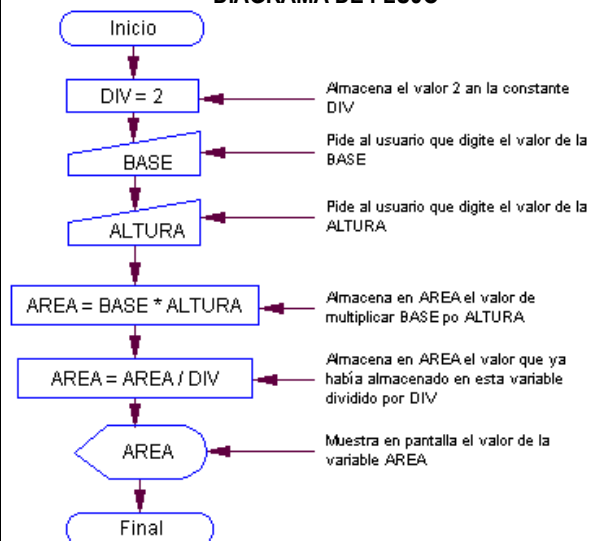 DIAGRAMA DE FLUJO
Inicio
DIV = 2
Almacena el valor 2 an la constante
DIV
BASE
Pide al usuario que digite el valor de la
BASE
ALTURA
Pide al usuario que digite el valor de la
ALTURA
AREA = BASE * ALTURA
Almacena en AREA el valor de
multiplicar BASE po ALTURA
AREA = AREA / DIV
Almacena en AREA el valor que ya
había almacenado en esta variable
dividido por DIV
AREA
Muestra en pantalla el valor de la
variable AREA
Final